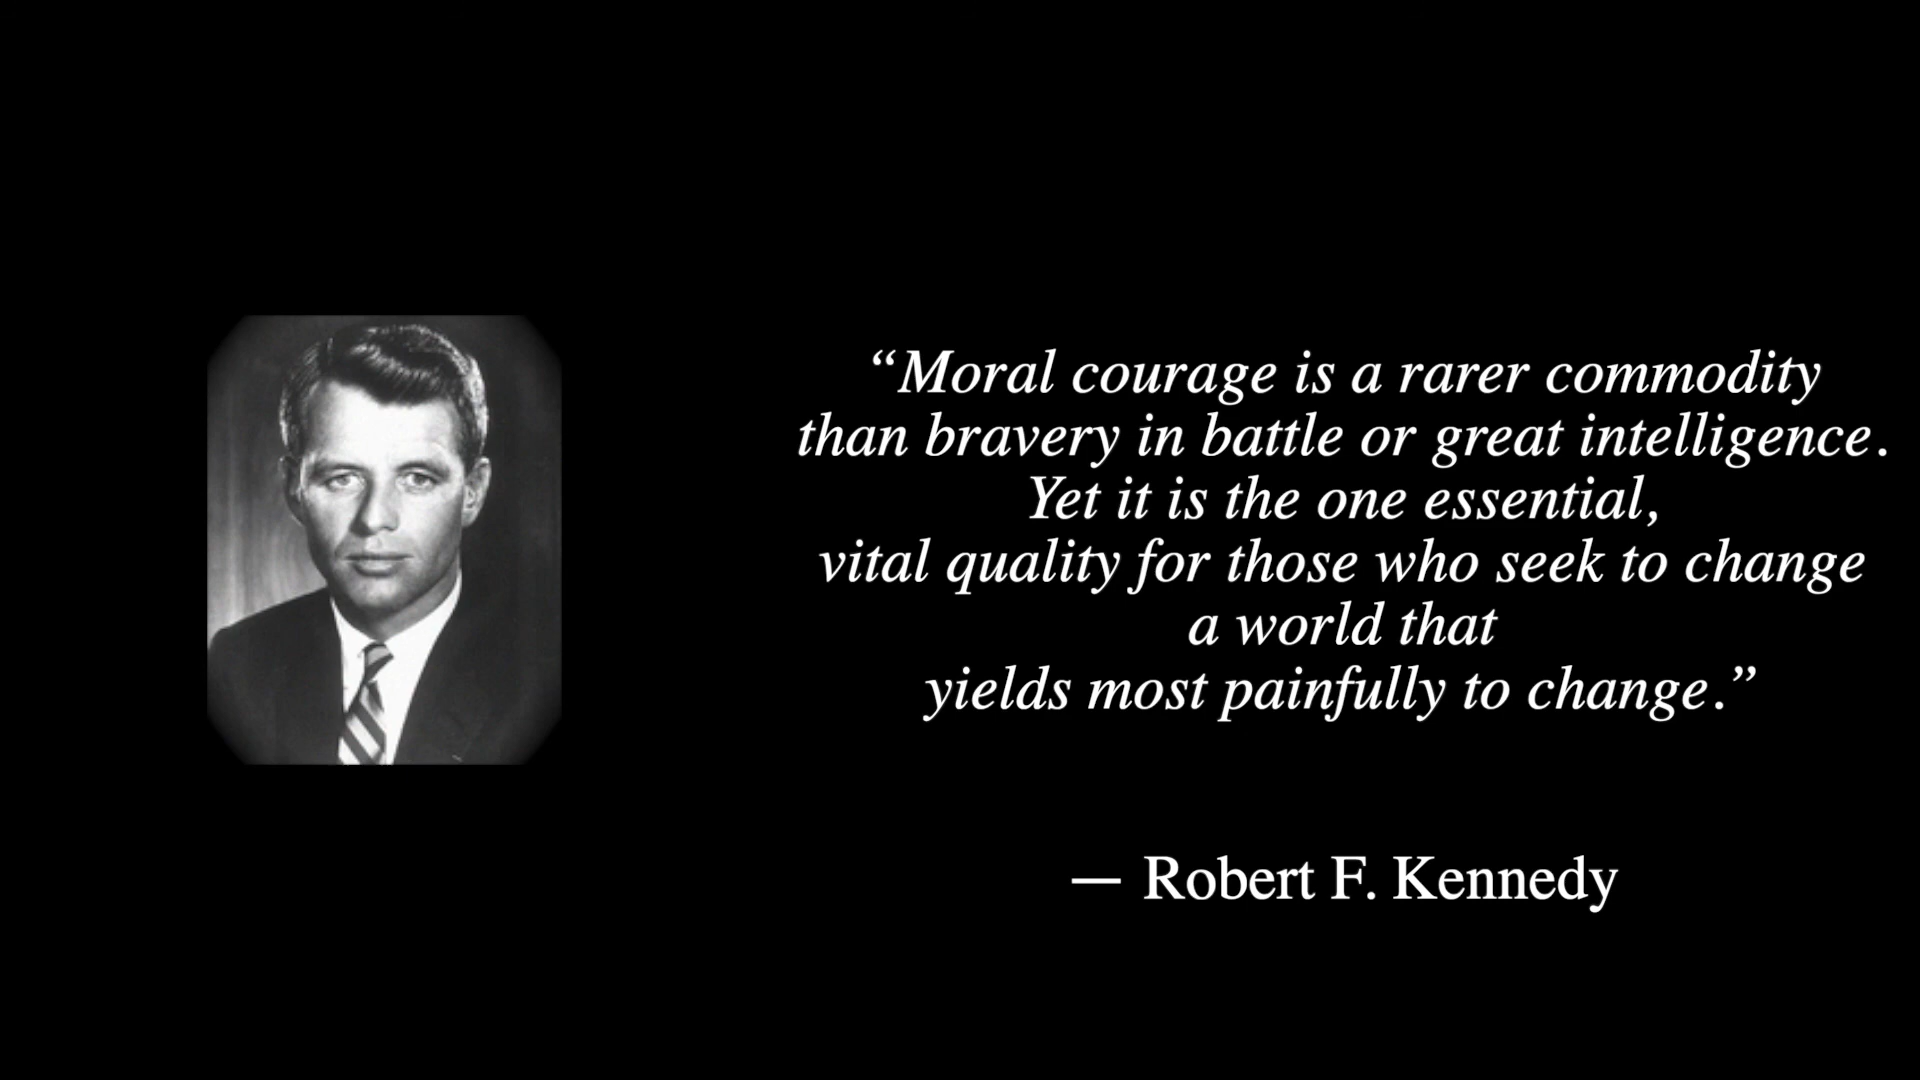 “Moral courage is a rarer commodity
than bravery in battle or great intelligence.
Yet it is the one essential,
vital quality for those who seek to change
a world that
yields most painfully to change.”
— Robert F. Kennedy